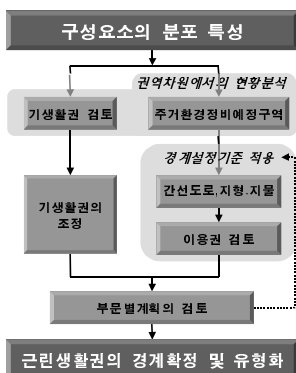 구성요소의 분포 특성
권역차원에서의 현황분석
기생활권 검토
주거환경정비예정구역
경계설정기준 적용
간선도로,지형.지물
기생활권의
조정
이용권 검토
부문별계획의 검토
근린생활권의 경계확정 및 유형화